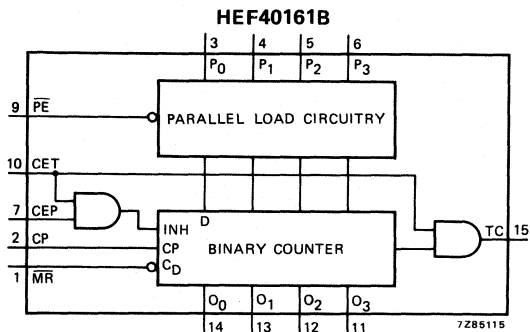 HEF40161B
3 4 5 6
P0 P1 P2 P3
9 PE
PARALLEL LOAD CIRCUITRY
10 CET
7 CEP
2 CP
1 MR
D
INH
CP
CD
BINARY COUNTER
TC 15
O0 O1 O2 O3
14 13 12 11
7Z85115